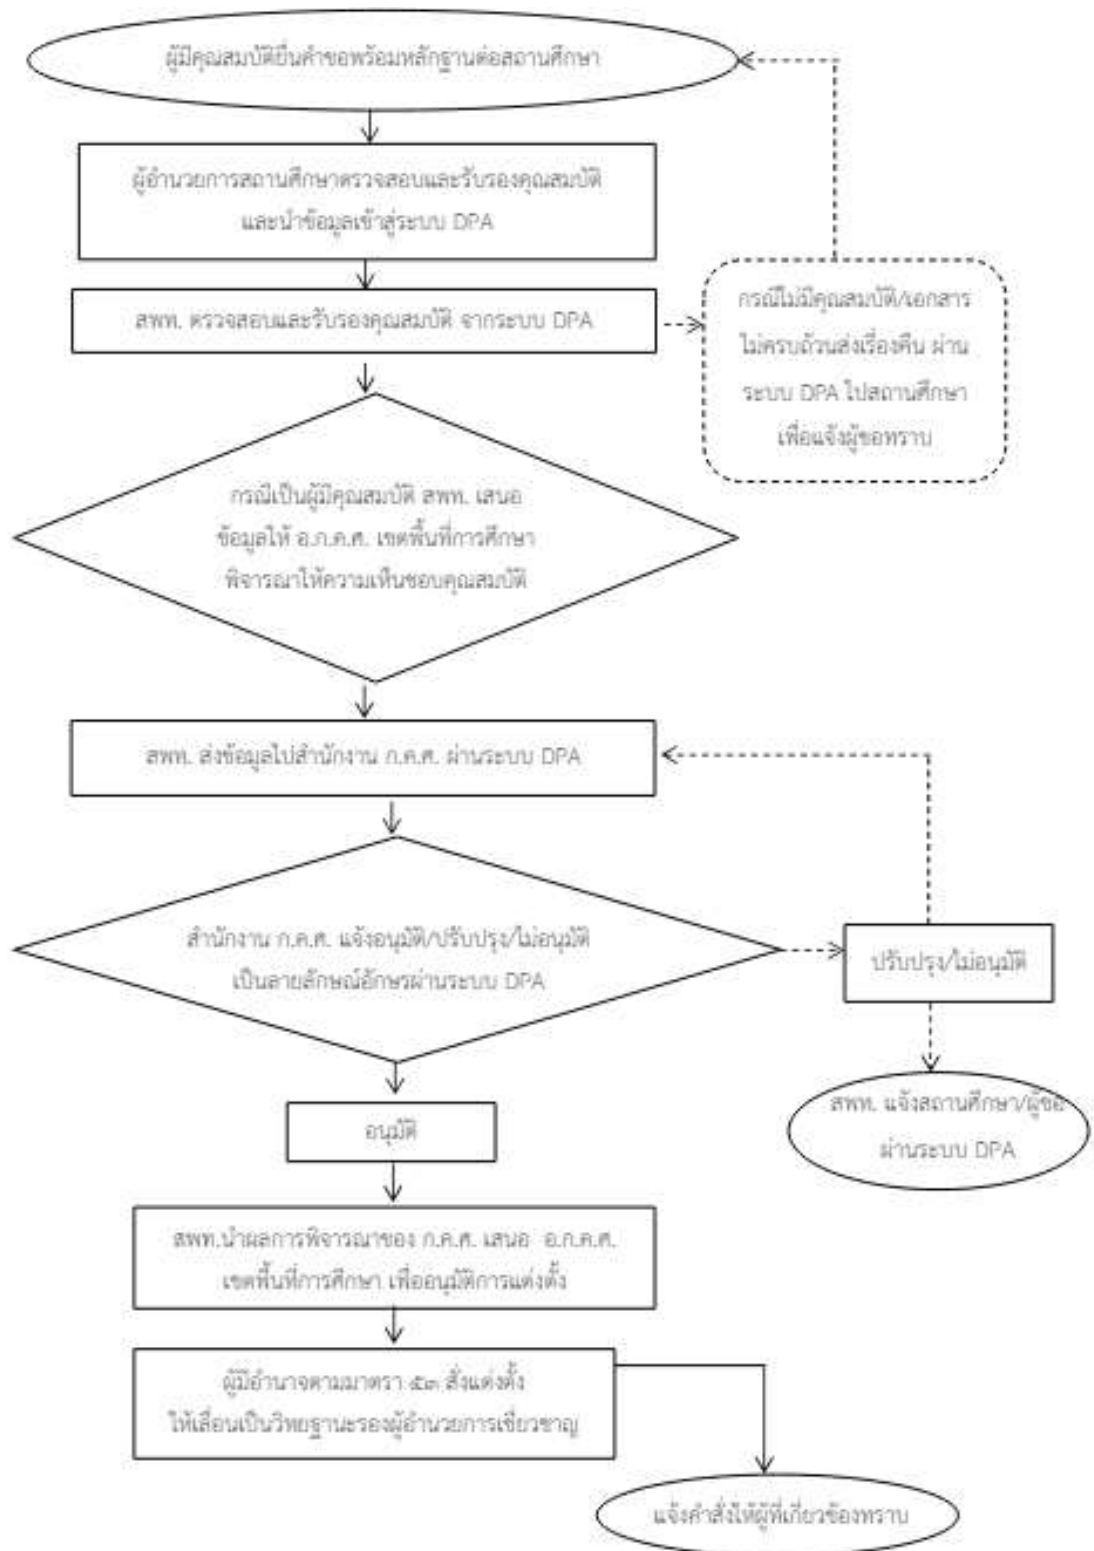 ผู้มีคุณสมบัติยื่นคำขอพร้อมหลักฐานต่อสถานศึกษา
ผู้อำนวยการสถานศึกษาตรวจสอบและรับรองคุณสมบัติ
และนำข้อมูลเข้าสู่ระบบ DPA
สพท. ตรวจสอบและรับรองคุณสมบัติ จากระบบ DPA
กรณีไม่มีคุณสมบัติ/เอกสาร
ไม่ครบถ้วนส่งเรื่องคืน ผ่าน
ระบบ DPA ไปสถานศึกษา
เพื่อแจ้งผู้ขอทราบ
กรณีเป็นผู้มีคุณสมบัติ สพท. เสนอ
ข้อมูลให้ อ.ก.ค.ศ. เขตพื้นที่การศึกษา
พิจารณาให้ความเห็นชอบคุณสมบัติ
สพท. ส่งข้อมูลไปสำนักงาน ก.ค.ศ. ผ่านระบบ DPA
สำนักงาน ก.ค.ศ. แจ้งอนุมัติ/ปรับปรุง/ไม่อนุมัติ
เป็นลายลักษณ์อักษรผ่านระบบ DPA
ปรับปรุง/ไม่อนุมัติ
สพท. แจ้งสถานศึกษา/ผู้ขอ
ผ่านระบบ DPA
อนุมัติ
สพท.นำผลการพิจารณาของ ก.ค.ศ. เสนอ อ.ก.ค.ศ.
เขตพื้นที่การศึกษา เพื่ออนุมัติการแต่งตั้ง
ผู้มีอำนาจตามมาตรา ๕๓ สั่งแต่งตั้ง
ให้เลื่อนเป็นวิทยฐานะรองผู้อำนวยการเชี่ยวชาญ
แจ้งคำสั่งให้ผู้ที่เกี่ยวข้องทราบ